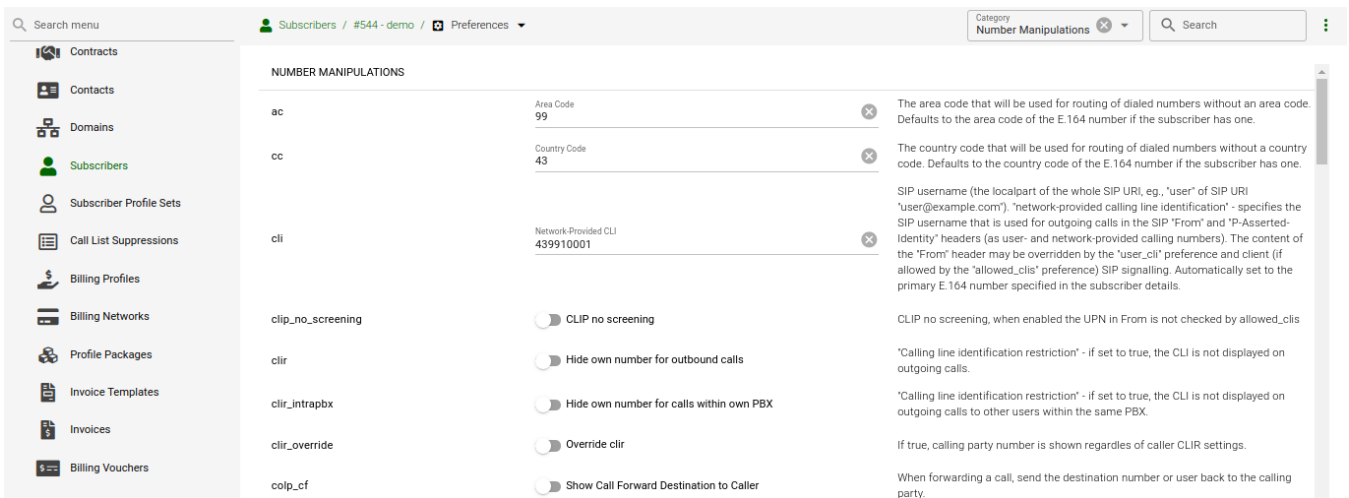 Search menu
Subscribers / #544 - demo / Preferences
Category
Number Manipulations
Search
Contracts
Contacts
Domains
Subscribers
Subscriber Profile Sets
Call List Suppressions
Billing Profiles
Billing Networks
Profile Packages
Invoice Templates
Invoices
Billing Vouchers
NUMBER MANIPULATIONS
ac
Area Code
99
The area code that will be used for routing of dialed numbers without an area code.
Defaults to the area code of the E.164 number if the subscriber has one.
cc
Country Code
43
The country code that will be used for routing of dialed numbers without a country
code. Defaults to the country code of the E.164 number if the subscriber has one.
cli
Network-Provided CLI
439910001
SIP username (the localpart of the whole SIP URI, eg., "user" of SIP URI
"user@example.com"). "network-provided calling line identification" - specifies the
SIP username that is used for outgoing calls in the SIP "From" and "P-Asserted-
Identity" headers (as user- and network-provided calling numbers). The content of
the "From" header may be overridden by the "user_cli" preference and client (if
allowed by the "allowed_clis" preference) SIP signalling. Automatically set to the
primary E.164 number specified in the subscriber details.
clip_no_screening
CLIP no screening
CLIP no screening, when enabled the UPN in From is not checked by allowed_clis
clir
Hide own number for outbound calls
"Calling line identification restriction" - if set to true, the CLI is not displayed on
outgoing calls.
clir_intrapbx
Hide own number for calls within own PBX
"Calling line identification restriction" - if set to true, the CLI is not displayed on
outgoing calls to other users within the same PBX.
clir_override
Override clir
If true, calling party number is shown regardles of caller CLIR settings.
colp_cf
Show Call Forward Destination to Caller
When forwarding a call, send the destination number or user back to the calling
party.